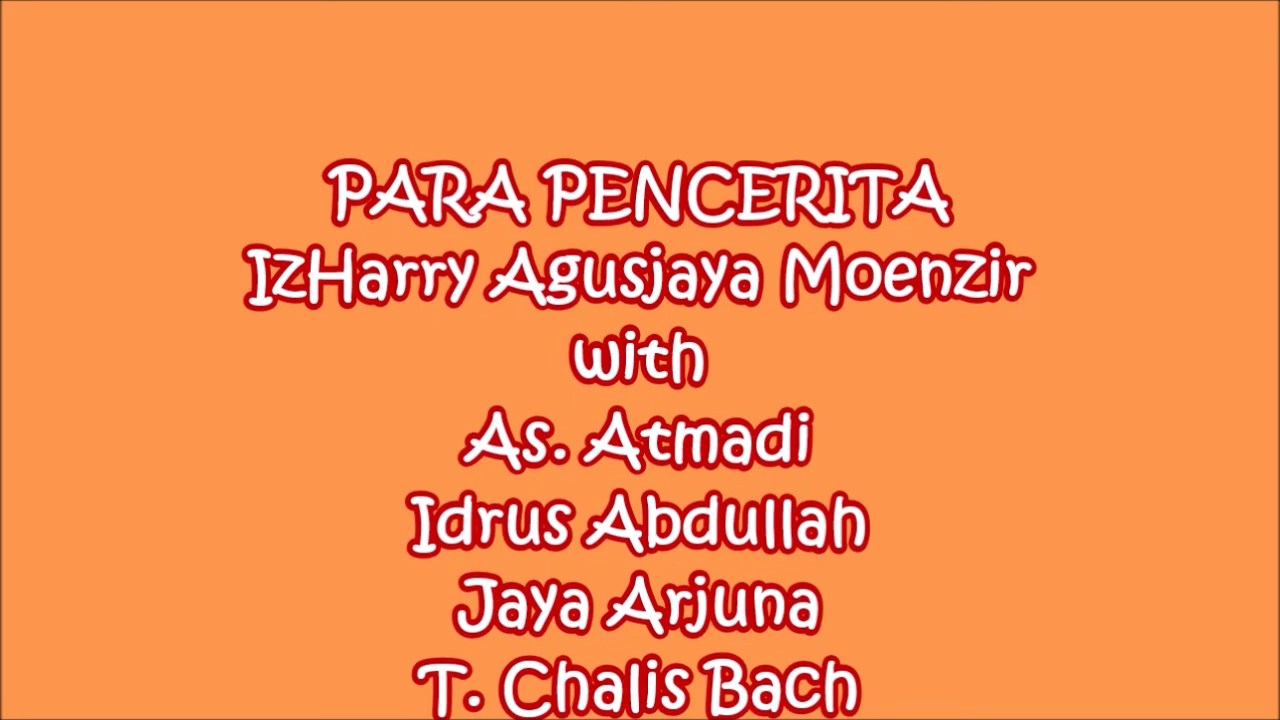 PARA PENCERITA
IzHarry Agusjaya Moenzir
with
As. Atmadi
Idrus Abdullah
Jaya Arjuna
T. Chalis Bach